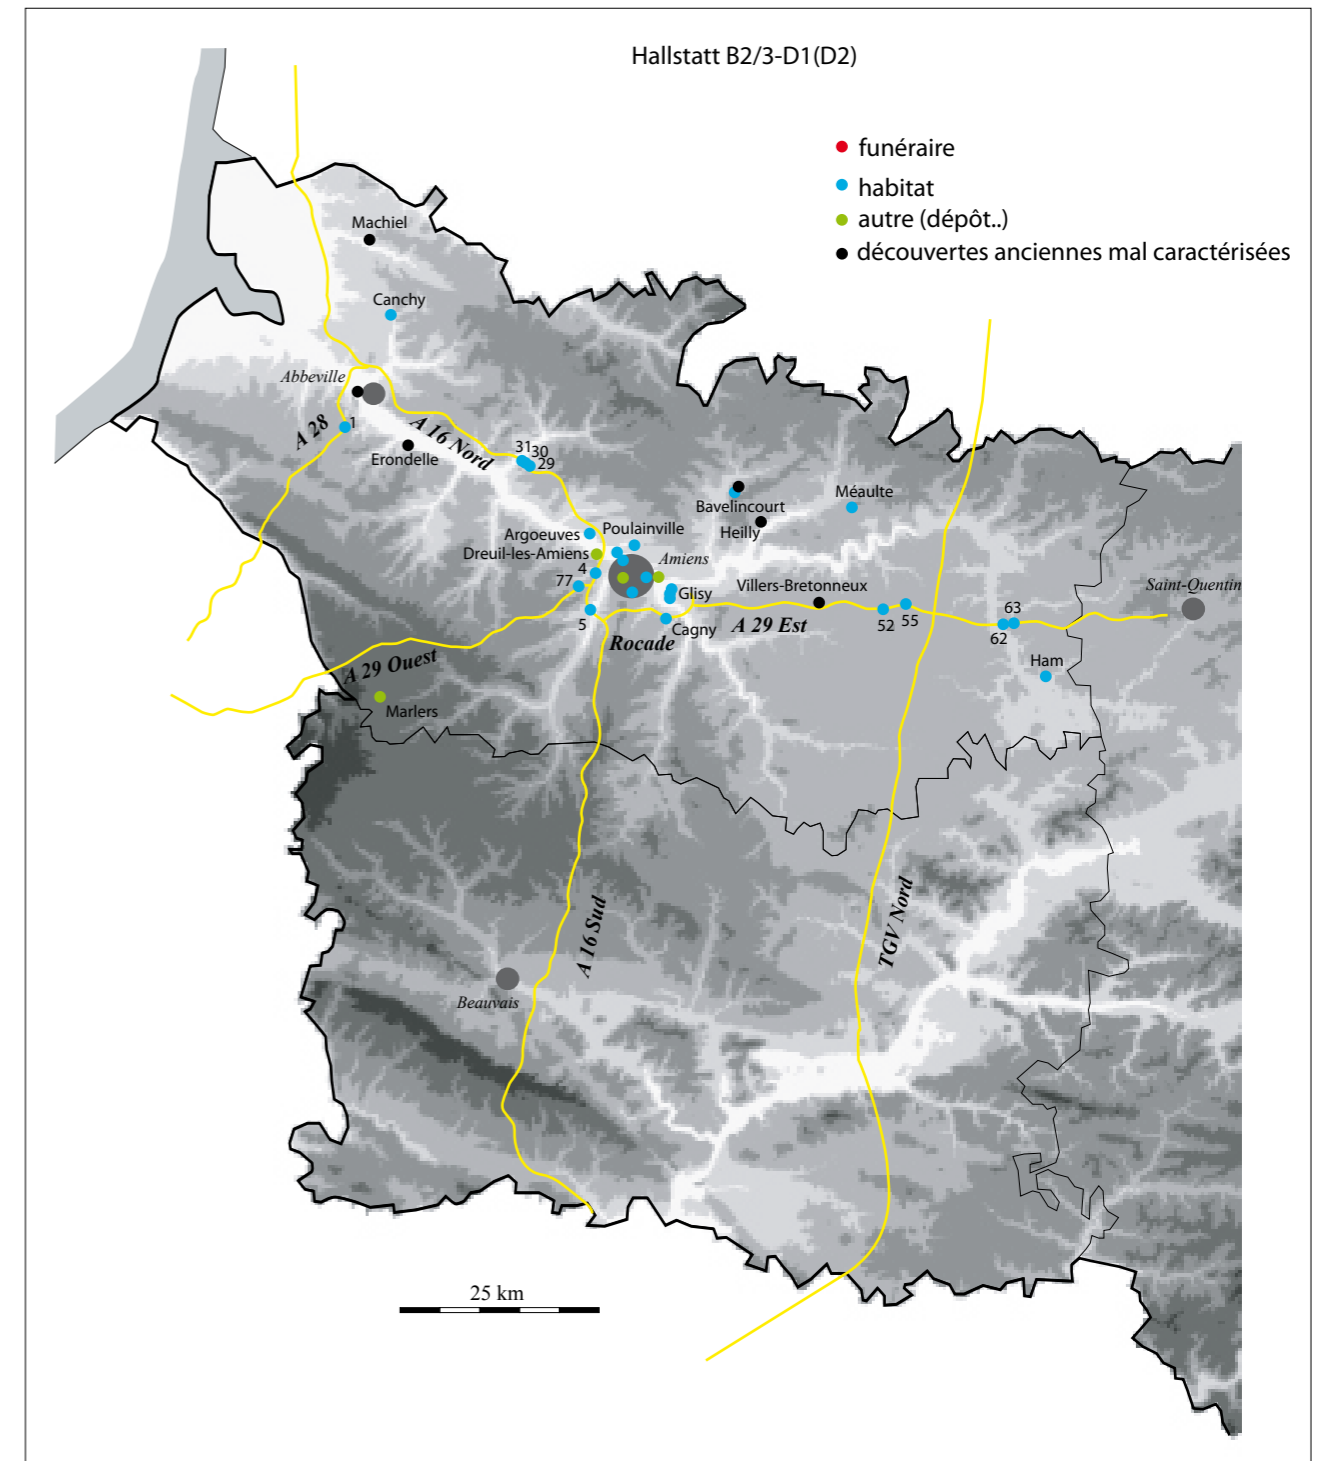 Hallstatt B2/3-D1(D2)
funéraire
habitat
autre (dépôt..)
découvertes anciennes mal caractérisées
Machiel
Canchy
Abbeville
1
A 28
A 16 Nord
Erondelle
31
30
29
Bavelincourt
Méaulte
Heilly
Argoeuves
Poulainville
Dreuil-les-Amiens
Amiens
4
77
Glisy
Villers-Bretonneux
Saint-Quentin
5
Cagny
Rocade
A 29 Est
52
55
63
62
Ham
A 29 Ouest
Marlers
A 16 Sud
TGV Nord
Beauvais
25 km